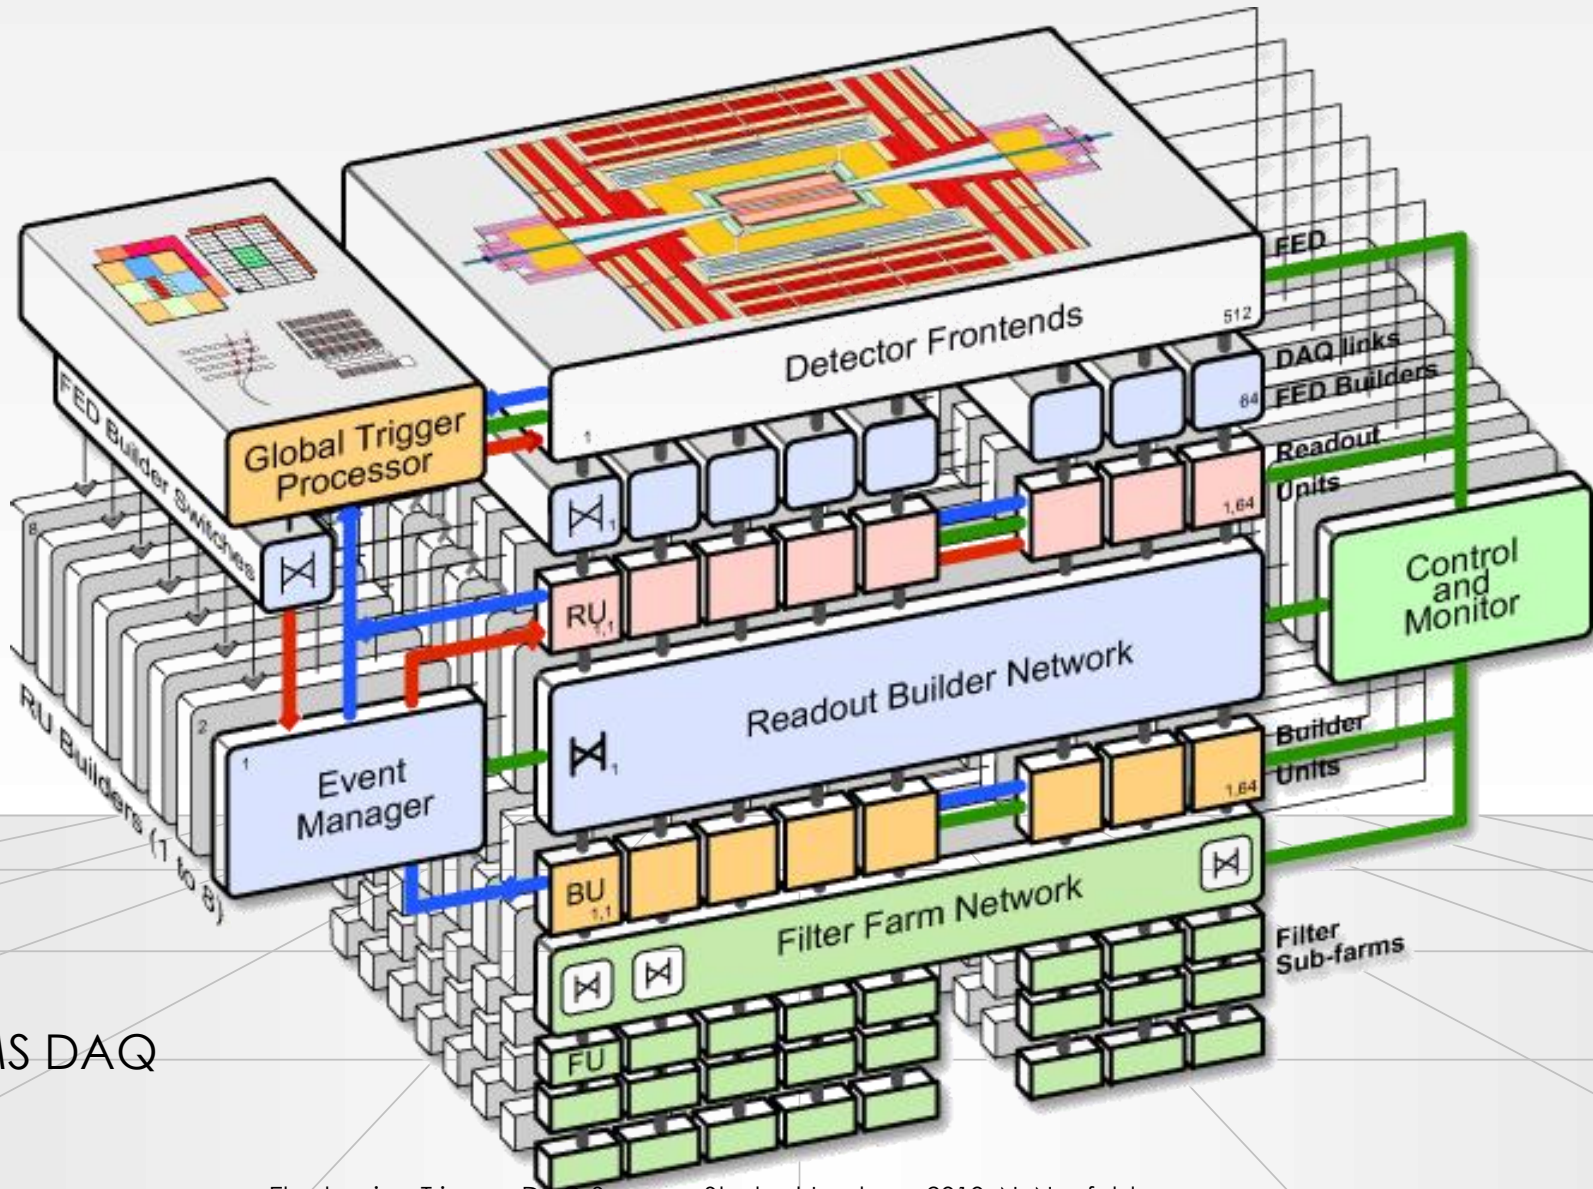 FED
512
Detector Frontends
DAQ links
FED Builders
64
1
Global Trigger
Processor
FED Builder Switches
Readout
Units
1
1,64
8
RU
1,1
Control
and
Monitor
Readout Builder Network
1
RU Builders (1 to 8)
2
1
Event
Manager
Builder
Units
1,64
BU
1,1
Filter Farm Network
Filter
Sub-farms
FU
MS DAQ